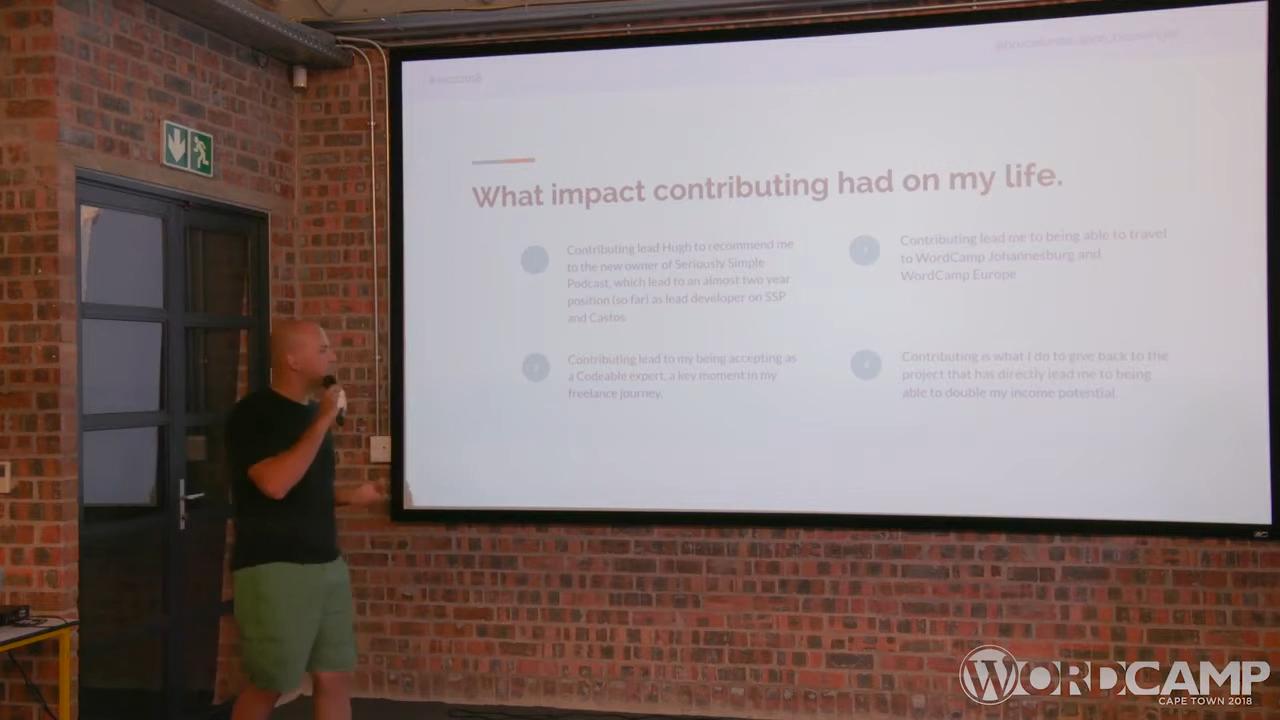 What impact contributing had on my life.
Contributing lead Hugh to recommend me
to the new owner of Seriously Simple
Podcast, which lead to an almost two year
position (so far) as lead developer on SSP
and Castos
Contributing lead to my being accepting as
a Codeable expert, a key moment in my
freelance journey.
Contributing lead me to being able to travel
to WordCamp Johannesburg and
WordCamp Europe
Contributing is what I do to give back to the
project that has directly lead me to being
able to double my income potential.
WORDCAMP
CAPE TOWN 2018